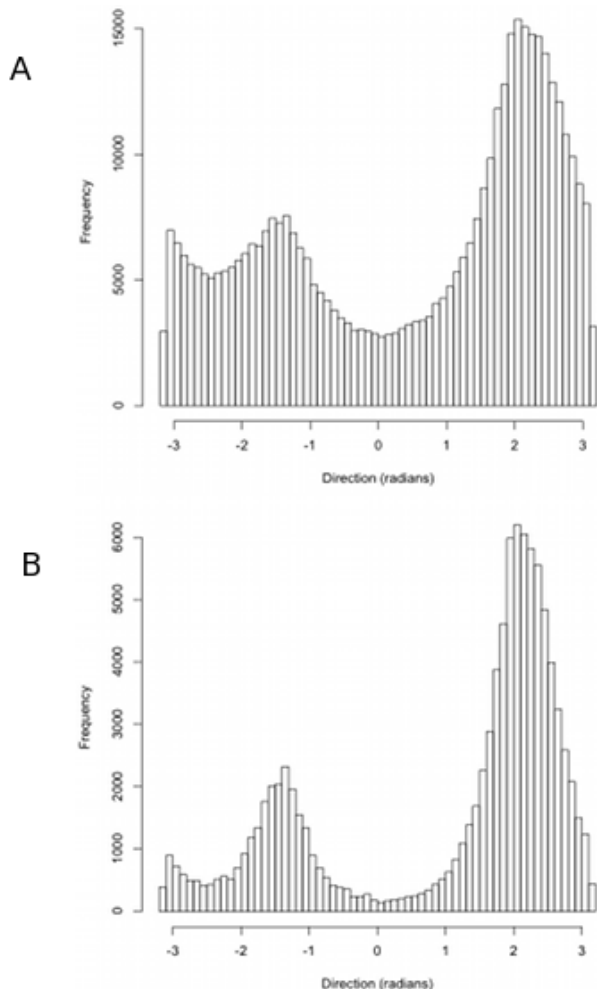 A
15000
10000
5000
0
Frequency
-3 -2 -1 0 1 2 3
Direction (radians)
B
6000
5000
4000
3000
2000
1000
0
Frequency
-3 -2 -1 0 1 2 3
Direction (radians)